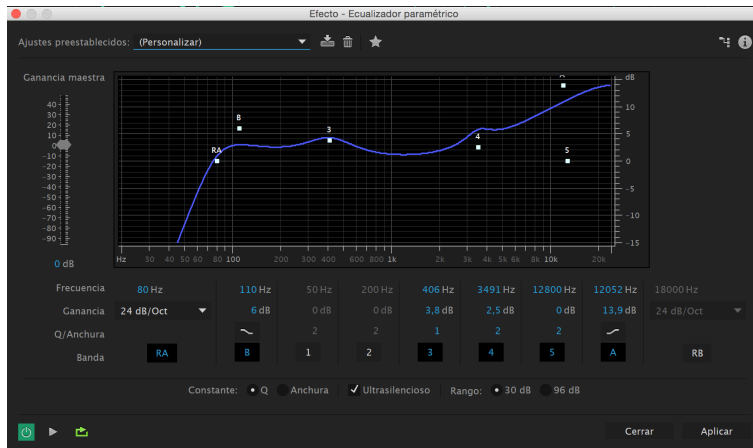 Efecto - Ecualizador paramétrico
Ajustes preestablecidos: (Personalizar)
Ganancia maestra
40
30
20
10
0
-10
-20
-30
-40
-50
-60
-70
-80
-90
0 dB
RA B 3 4 A 5
dB
10
5
0
-5
-10
-15
Hz 30 40 50 60 80 100 200 300 400 600 800 1k 2k 3k 4k 5k 6k 8k 10k 20k
Frecuencia 80 Hz 110 Hz 50 Hz 200 Hz 406 Hz 3491 Hz 12800 Hz 12052 Hz 18000 Hz
Ganancia 24 dB/Oct 6 dB 0 dB 0 dB 3,8 dB 2,5 dB 0 dB 13,9 dB 24 dB/Oct
Q/Anchura 2 2 1 2 2
Banda RA B 1 2 3 4 5 A RB
Constante: Q Anchura Ultrasilencioso Rango: 30 dB 96 dB
Cerrar Aplicar